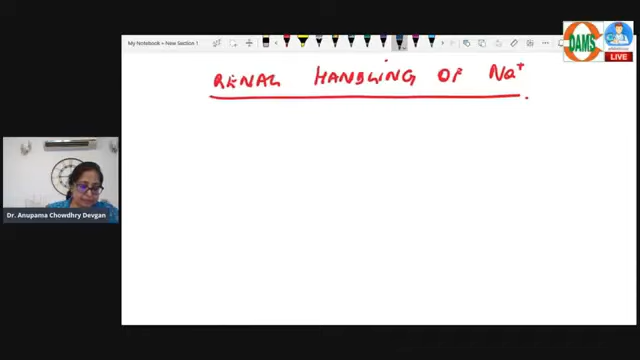 My Notebook » New Section 1
RENAL HANDLING OF Na+
DAMS
LIVE
Dr. Anupama Chowdhry Devgan